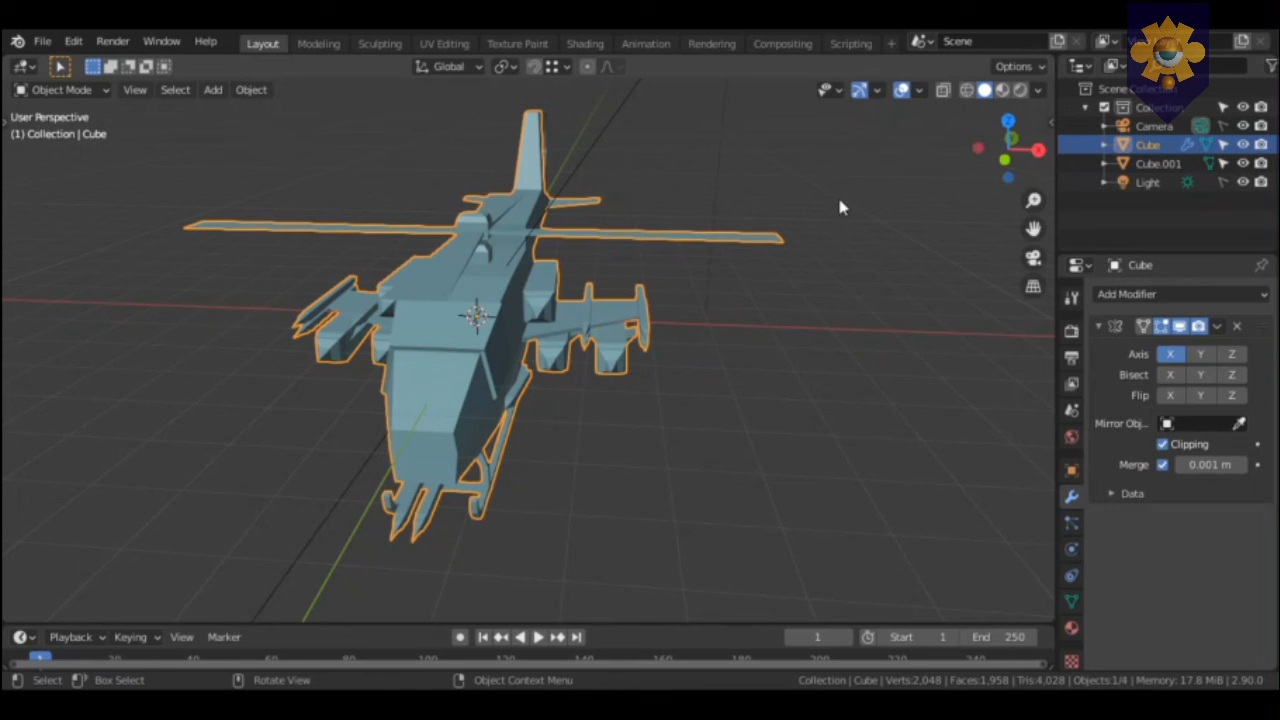 File Edit Render Window Help Layout Modeling Sculpting UV Editing Texture Paint Shading Animation Rendering Compositing Scripting + Scene
Global Options
Object Mode View Select Add Object
User Perspective
(1) Collection | Cube
Scene Collection
Collection
Camera
Cube
Cube.001
Light
Cube
Add Modifier
Axis X Y Z
Bisect X Y Z
Flip X Y Z
Mirror Obj...
Clipping
Merge 0.001 m
Data
Playback Keying View Marker 1 Start 1 End 250
Select Box Select Rotate View Object Context Menu Collection | Cube | Verts:2,048 | Faces:1,958 | Tris:4,028 | Objects:1/4 | Memory: 17.8 MiB | 2.90.0